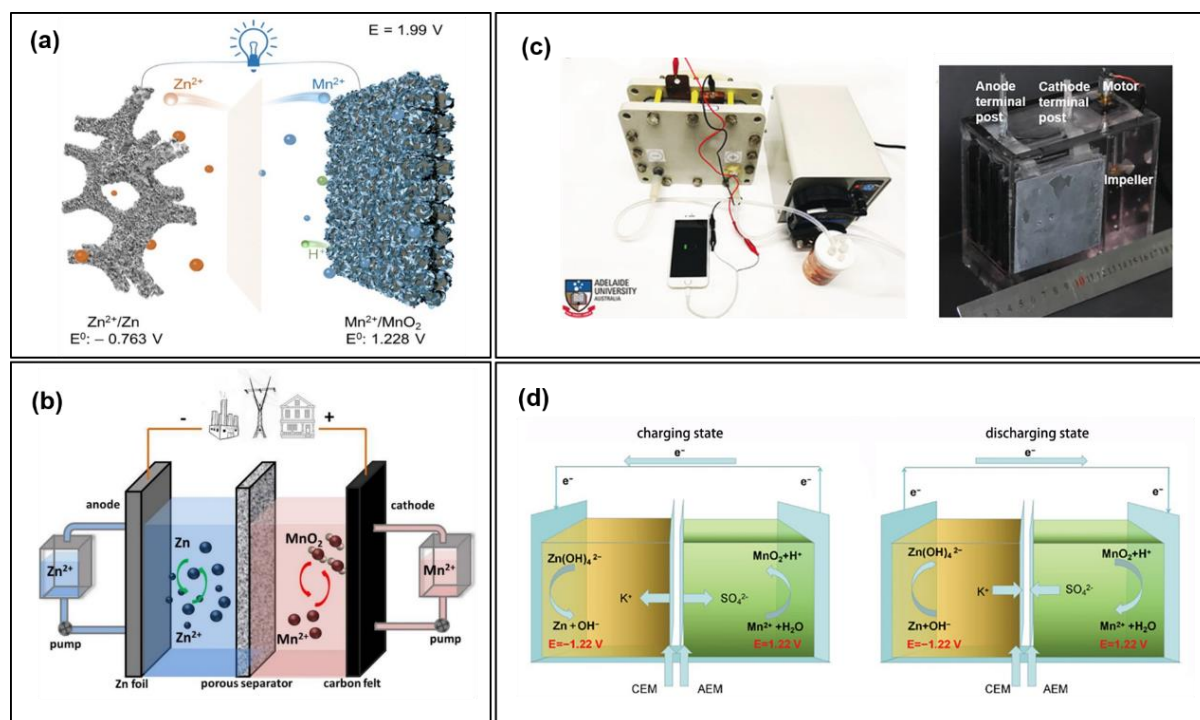 (a)
E = 1.99 V
Zn²⁺
Mn²⁺
H⁺
Zn²⁺/Zn
E⁰: − 0.763 V
Mn²⁺/MnO₂
E⁰: 1.228 V
(c)
ADELAIDE
UNIVERSITY
AUSTRALIA
Anode
terminal
post
Cathode
terminal
post
Motor
Impeller
(b)
-
+
anode
cathode
Zn²⁺
Zn
Zn²⁺
MnO₂
Mn²⁺
Mn²⁺
pump
pump
Zn foil
porous separator
carbon felt
(d)
charging state
e⁻
e⁻
e⁻
Zn(OH)₄²⁻
Zn+OH⁻
E=−1.22 V
K⁺
SO₄²⁻
MnO₂+H⁺
Mn²⁺+H₂O
E=1.22 V
CEM
AEM
discharging state
e⁻
e⁻
e⁻
Zn(OH)₄²⁻
Zn+OH⁻
E=−1.22 V
K⁺
SO₄²⁻
MnO₂+H⁺
Mn²⁺+H₂O
E=1.22 V
CEM
AEM